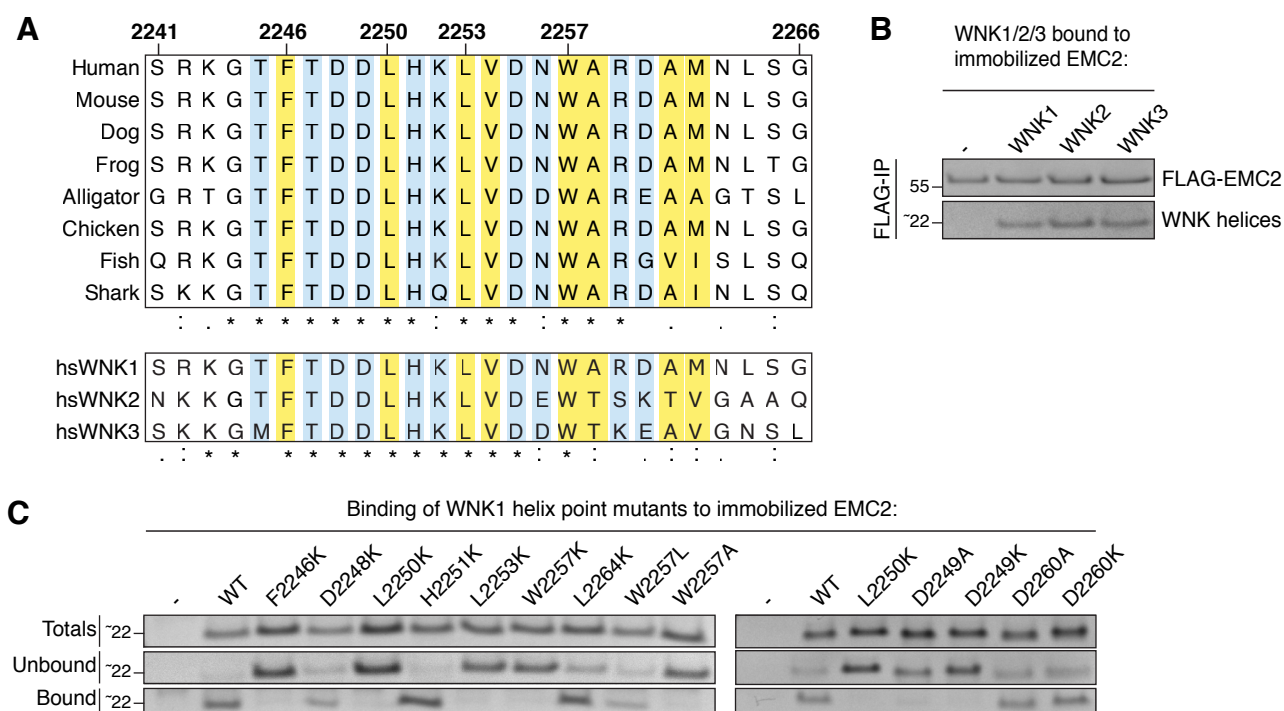 A
2241 2246 2250 2253 2257 2266
Human S R K G T F T D D L H K L V D N W A R D A M N L S G
Mouse S R K G T F T D D L H K L V D N W A R D A M N L S G
Dog S R K G T F T D D L H K L V D N W A R D A M N L S G
Frog S R K G T F T D D L H K L V D N W A R D A M N L T G
Alligator G R T G T F T D D L H K L V D D W A R E A A G T S L
Chicken S R K G T F T D D L H K L V D N W A R D A M N L S G
Fish Q R K G T F T D D L H K L V D N W A R G V I S L S Q
Shark S K K G T F T D D L H Q L V D N W A R D A I N L S Q
: . * * * * * * * * : * * * : * * * . . :
hsWNK1 S R K G T F T D D L H K L V D N W A R D A M N L S G
hsWNK2 N K K G T F T D D L H K L V D E W T S K T V G A A Q
hsWNK3 S K K G M F T D D L H K L V D D W T K E A V G N S L
. : * * * * * * * * * * * * : * : . : : . :
B
WNK1/2/3 bound to
immobilized EMC2:
- WNK1 WNK2 WNK3
FLAG-IP
55 FLAG-EMC2
~22 WNK helices
C
Binding of WNK1 helix point mutants to immobilized EMC2:
- WT F2246K D2248K L2250K H2251K L2253K W2257K L2264K W2257L W2257A
- WT L2250K D2249A D2249K D2260A D2260K
Totals ~22
Unbound ~22
Bound ~22